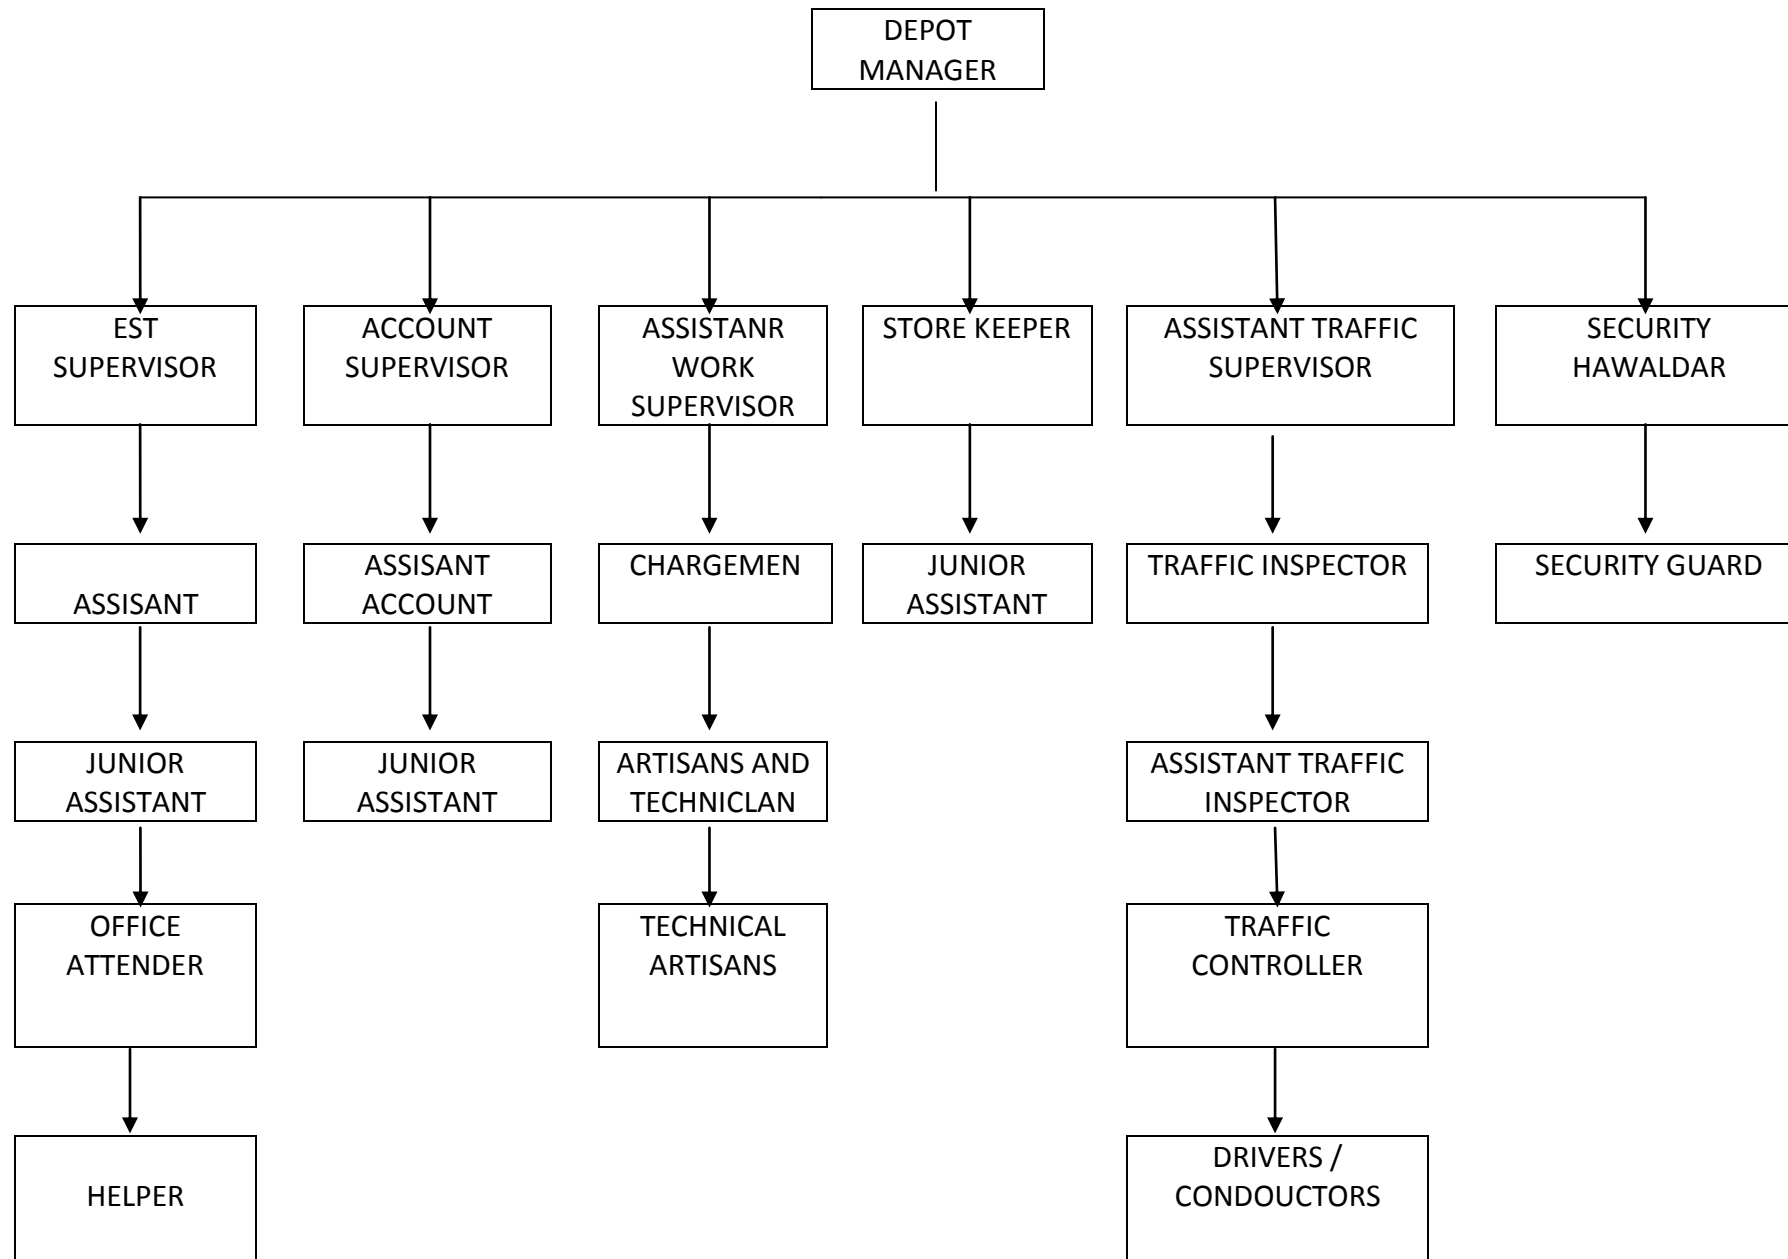 DEPOT
MANAGER
EST
SUPERVISOR
ACCOUNT
SUPERVISOR
ASSISTANR
WORK
SUPERVISOR
STORE KEEPER
ASSISTANT TRAFFIC
SUPERVISOR
SECURITY
HAWALDAR
ASSISANT
ASSISANT
ACCOUNT
CHARGEMEN
JUNIOR
ASSISTANT
TRAFFIC INSPECTOR
SECURITY GUARD
JUNIOR
ASSISTANT
JUNIOR
ASSISTANT
ARTISANS AND
TECHNICLAN
ASSISTANT TRAFFIC
INSPECTOR
OFFICE
ATTENDER
TECHNICAL
ARTISANS
TRAFFIC
CONTROLLER
HELPER
DRIVERS /
CONDOUCTORS